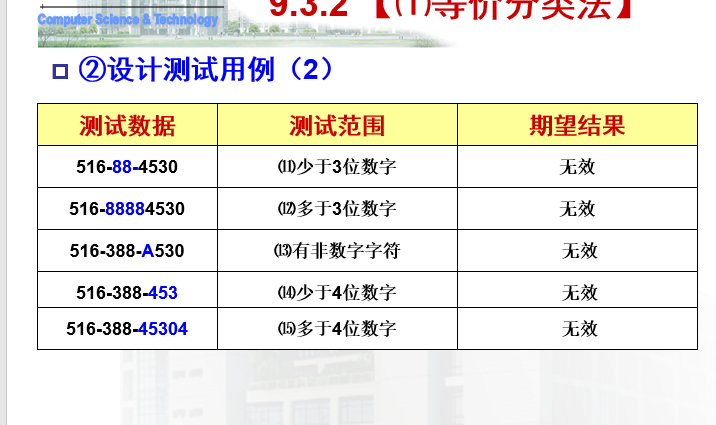 Computer Science & Technology
9.3.2 【⑴等价分类法】
②设计测试用例（2）
测试数据 测试范围 期望结果
516-88-4530 ⑾少于3位数字 无效
516-88884530 ⑿多于3位数字 无效
516-388-A530 ⒀有非数字字符 无效
516-388-453 ⒁少于4位数字 无效
516-388-45304 ⒂多于4位数字 无效